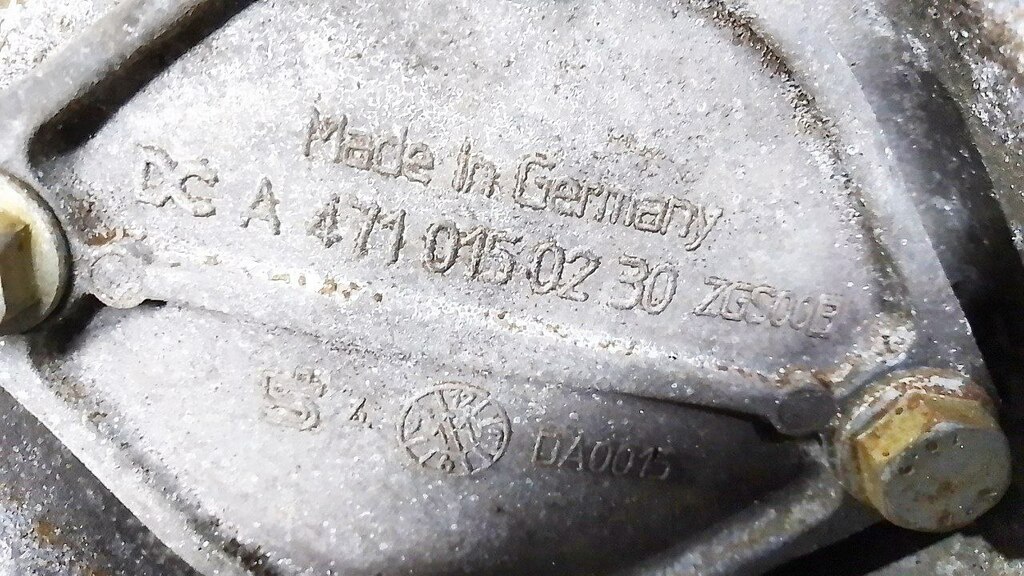 Made In Germany
DC A 471 015 02 30 ZGS003
DA0015